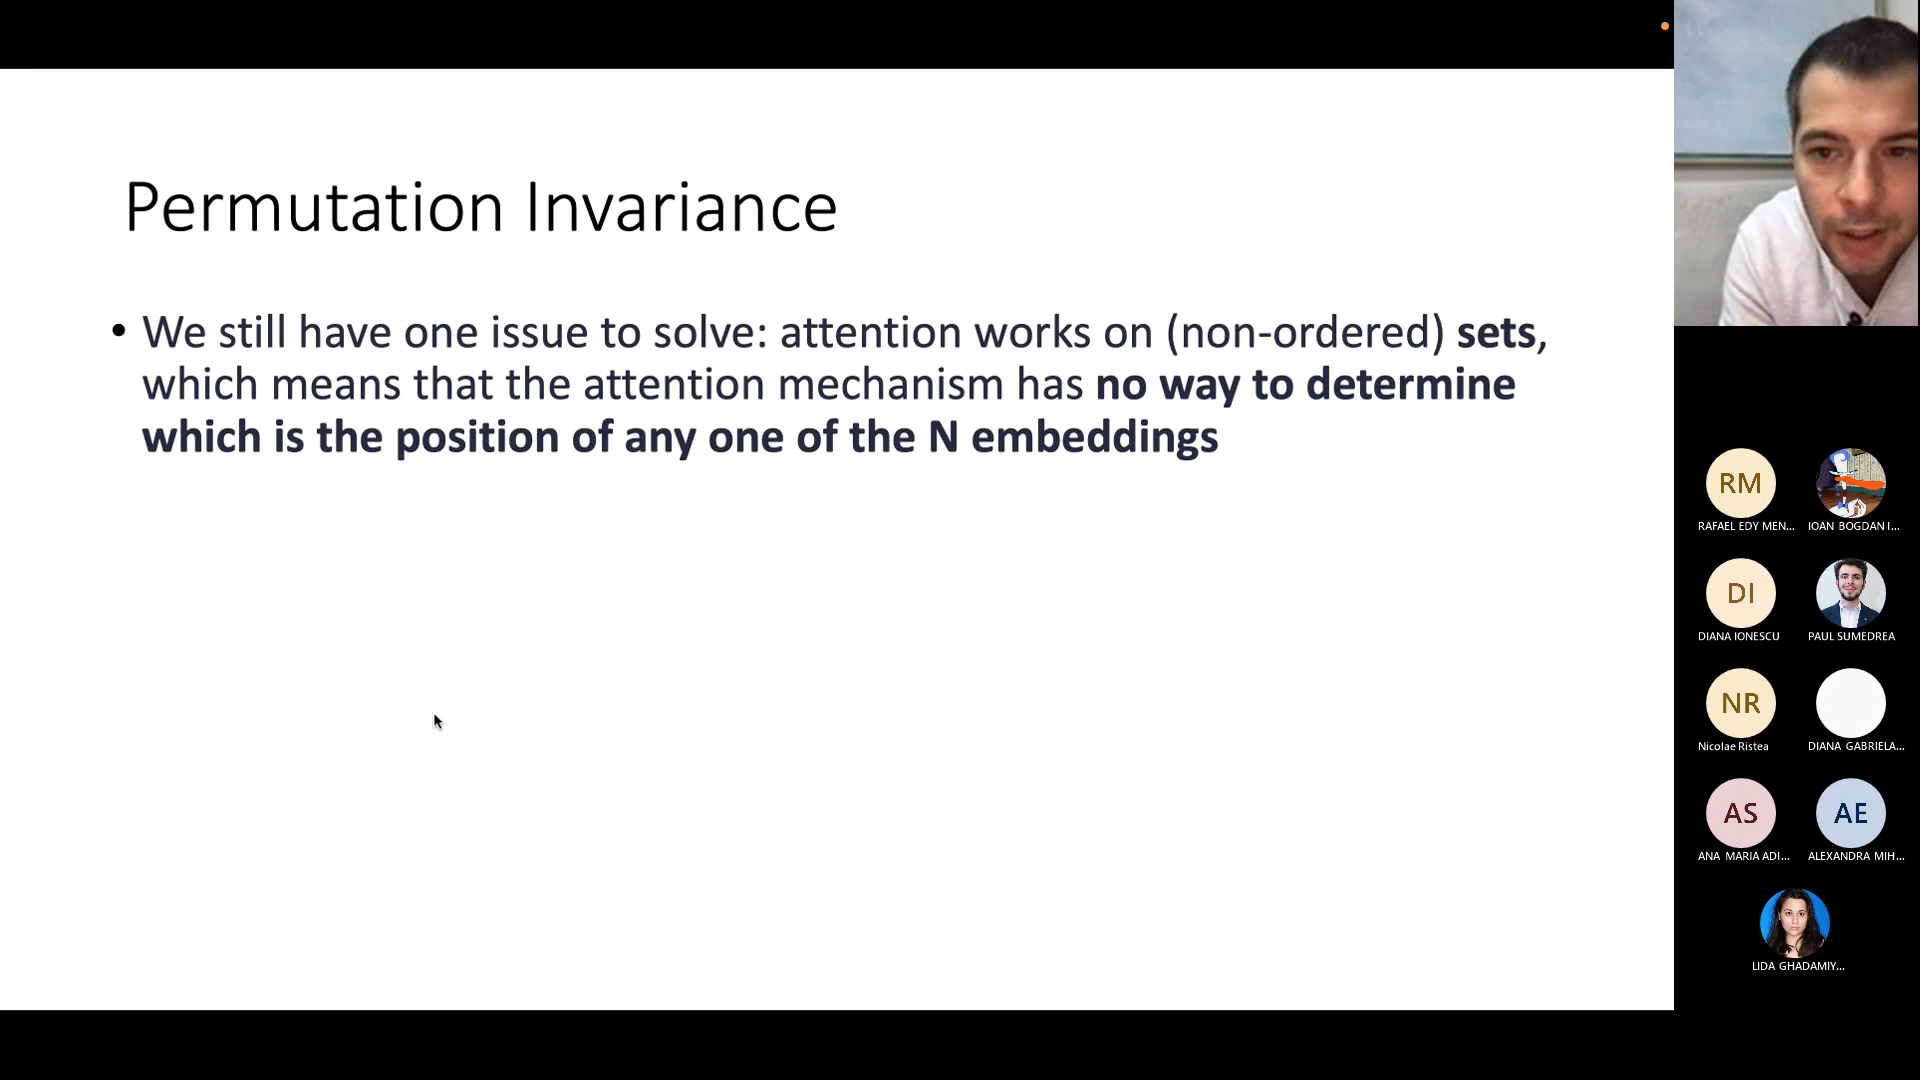 Permutation Invariance
• We still have one issue to solve: attention works on (non-ordered) sets,
which means that the attention mechanism has no way to determine
which is the position of any one of the N embeddings
RM
RAFAEL EDY MEN...
IOAN BOGDAN I...
DI
DIANA IONESCU
PAUL SUMEDREA
NR
Nicolae Ristea
DIANA GABRIELA...
AS
ANA MARIA ADI...
AE
ALEXANDRA MIH...
LIDA GHADAMIY...